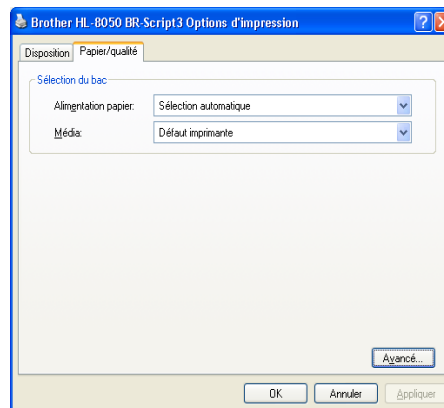 Brother HL-8050 BR-Script3 Options d'impression
Disposition Papier/qualité
Sélection du bac
Alimentation papier: Sélection automatique
Média: Défaut imprimante
Avancé...
OK Annuler Appliquer